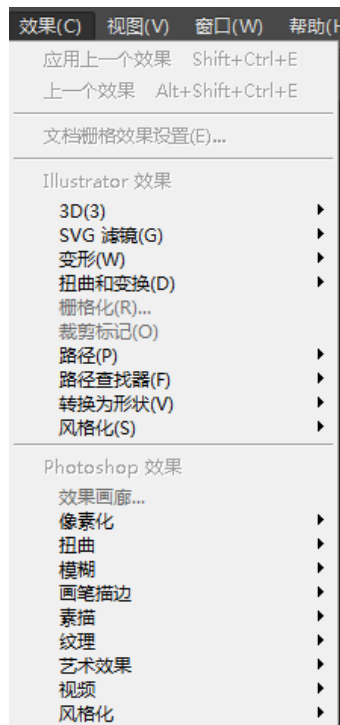 效果(C) 视图(V) 窗口(W) 帮助(H
应用上一个效果 Shift+Ctrl+E
上一个效果 Alt+Shift+Ctrl+E
文档栅格效果设置(E)...
Illustrator 效果
3D(3)
SVG 滤镜(G)
变形(W)
扭曲和变换(D)
栅格化(R)...
裁剪标记(O)
路径(P)
路径查找器(F)
转换为形状(V)
风格化(S)
Photoshop 效果
效果画廊...
像素化
扭曲
模糊
画笔描边
素描
纹理
艺术效果
视频
风格化